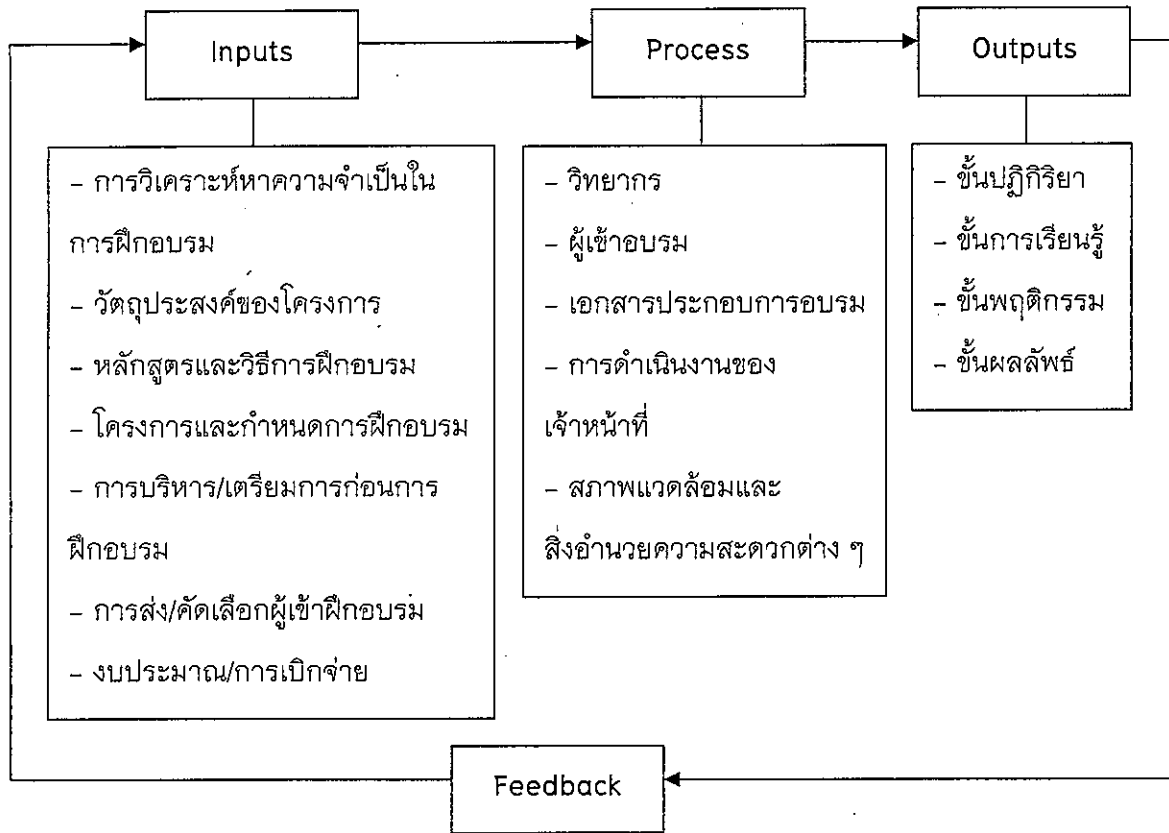 Inputs
Process
Outputs
– การวิเคราะห์หาความจำเป็นใน
การฝึกอบรม
– วัตถุประสงค์ของโครงการ
– หลักสูตรและวิธีการฝึกอบรม
– โครงการและกำหนดการฝึกอบรม
– การบริหาร/เตรียมการก่อนการ
ฝึกอบรม
– การส่ง/คัดเลือกผู้เข้าฝึกอบรม
– งบประมาณ/การเบิกจ่าย
– วิทยากร
– ผู้เข้าอบรม
– เอกสารประกอบการอบรม
– การดำเนินงานของ
เจ้าหน้าที่
– สภาพแวดล้อมและ
สิ่งอำนวยความสะดวกต่าง ๆ
– ขั้นปฏิกิริยา
– ขั้นการเรียนรู้
– ขั้นพฤติกรรม
– ขั้นผลลัพธ์
Feedback